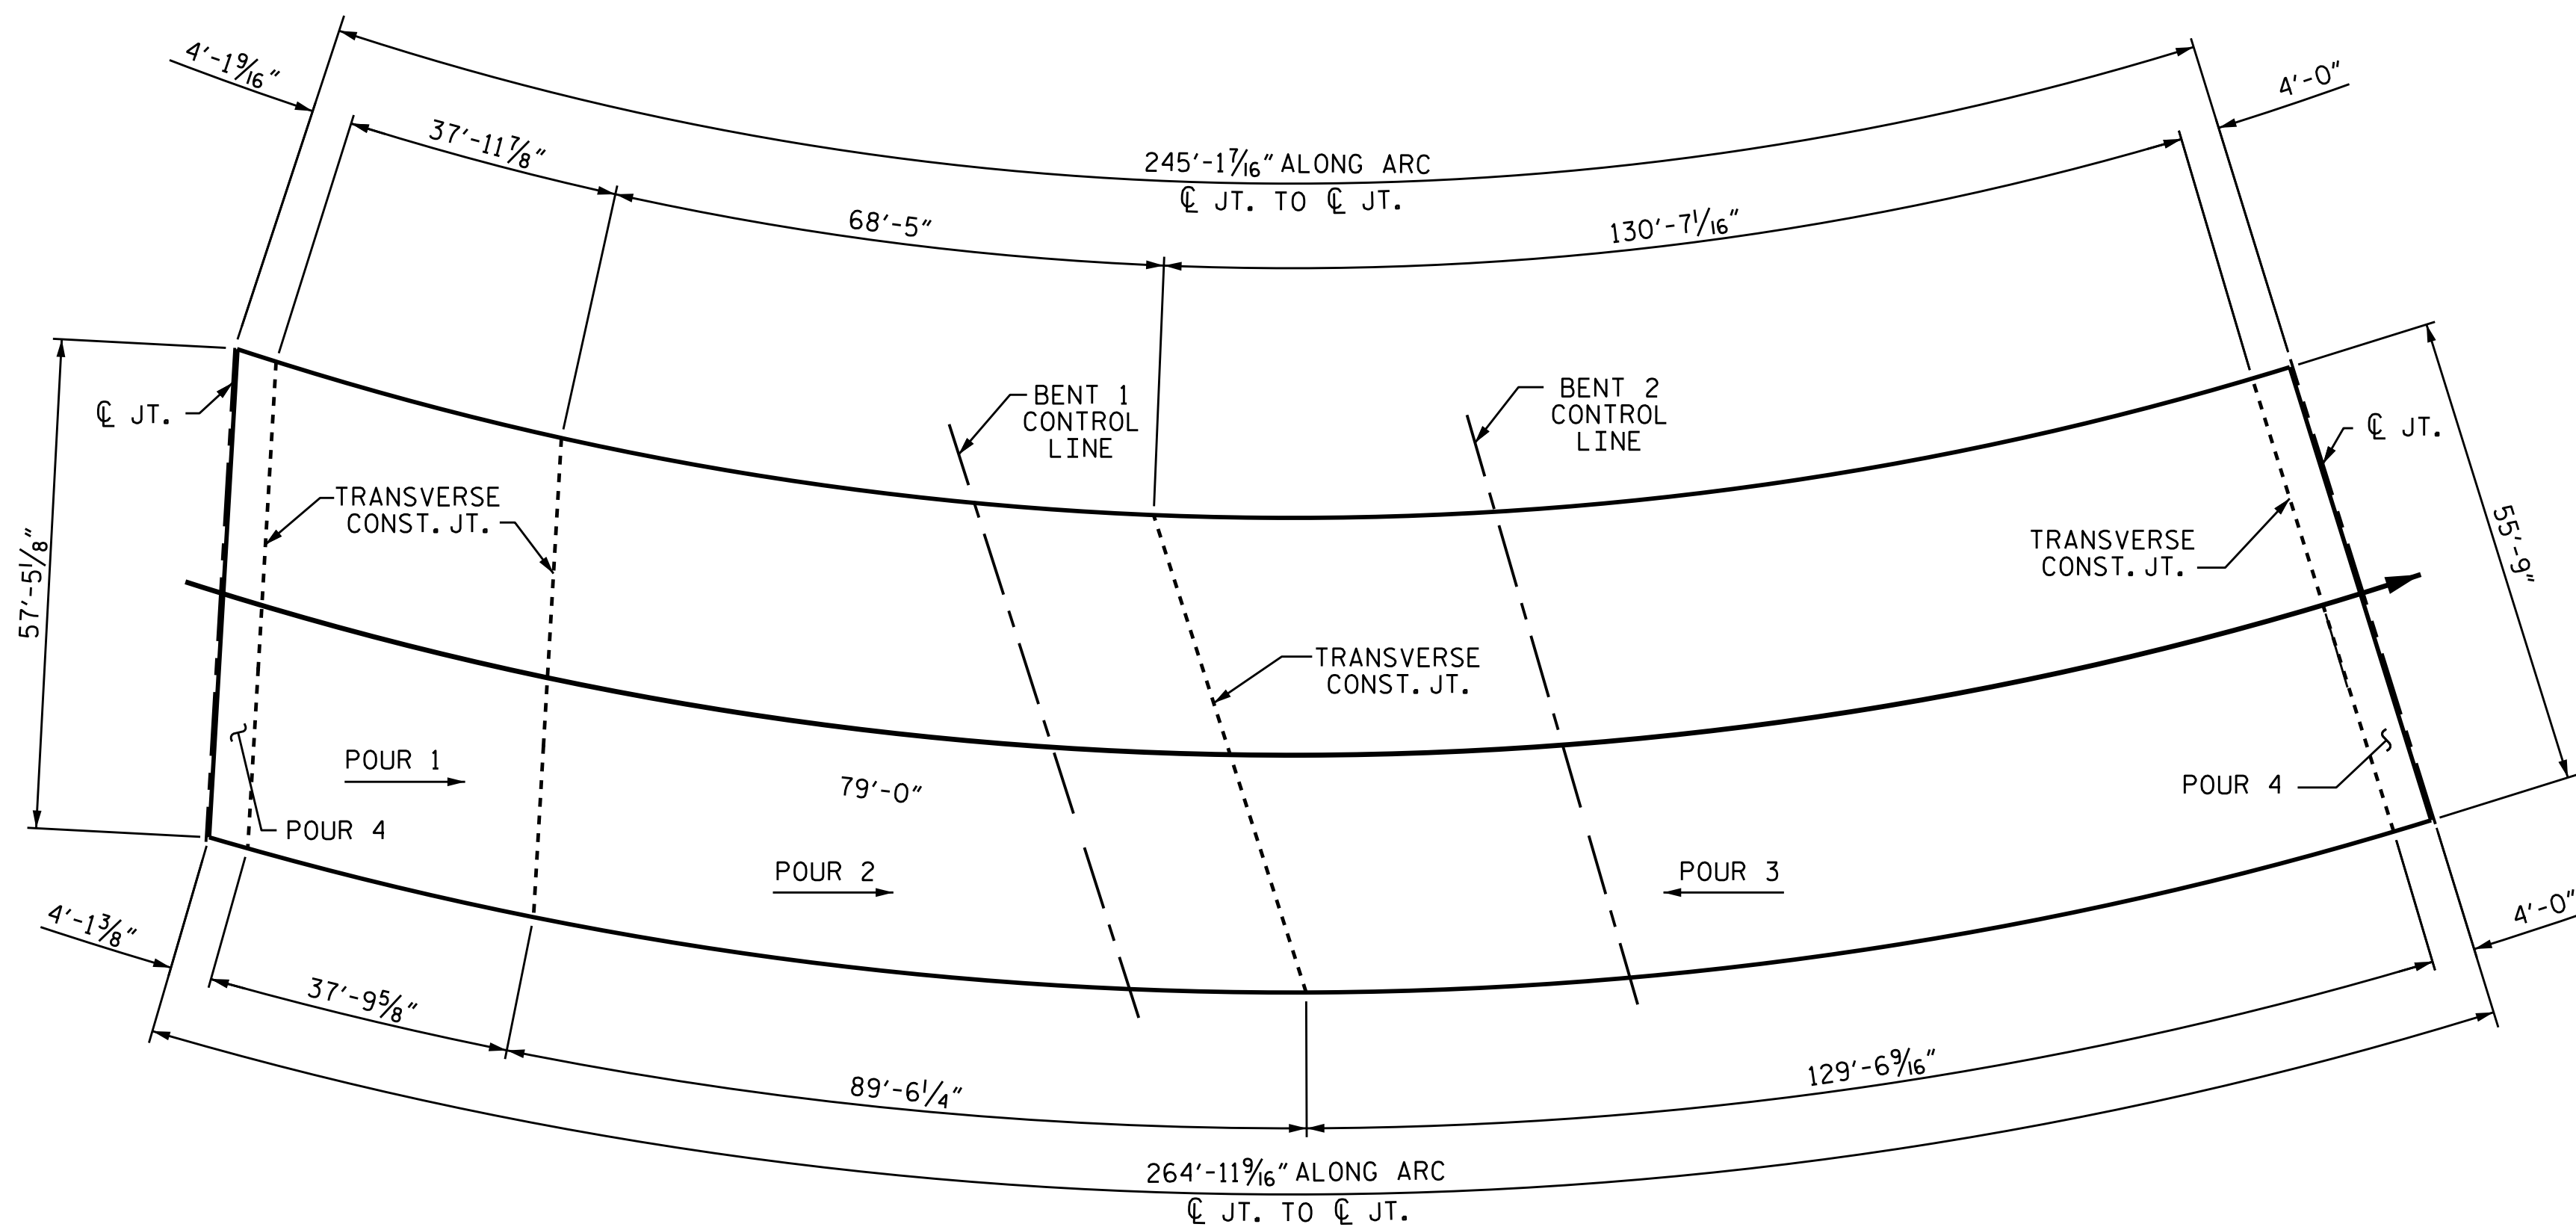 4'-1 9/16"
4'-0"
37'-11 7/8"
245'-1 7/16" ALONG ARC
℄ JT. TO ℄ JT.
68'-5"
130'-7 1/16"
℄ JT.
BENT 1
CONTROL
LINE
BENT 2
CONTROL
LINE
℄ JT.
TRANSVERSE
CONST. JT.
TRANSVERSE
CONST. JT.
57'-5 1/8"
55'-9"
TRANSVERSE
CONST. JT.
POUR 1
79'-0"
POUR 4
POUR 4
POUR 2
POUR 3
4'-1 3/8"
4'-0"
37'-9 5/8"
89'-6 1/4"
129'-6 9/16"
264'-11 9/16" ALONG ARC
℄ JT. TO ℄ JT.